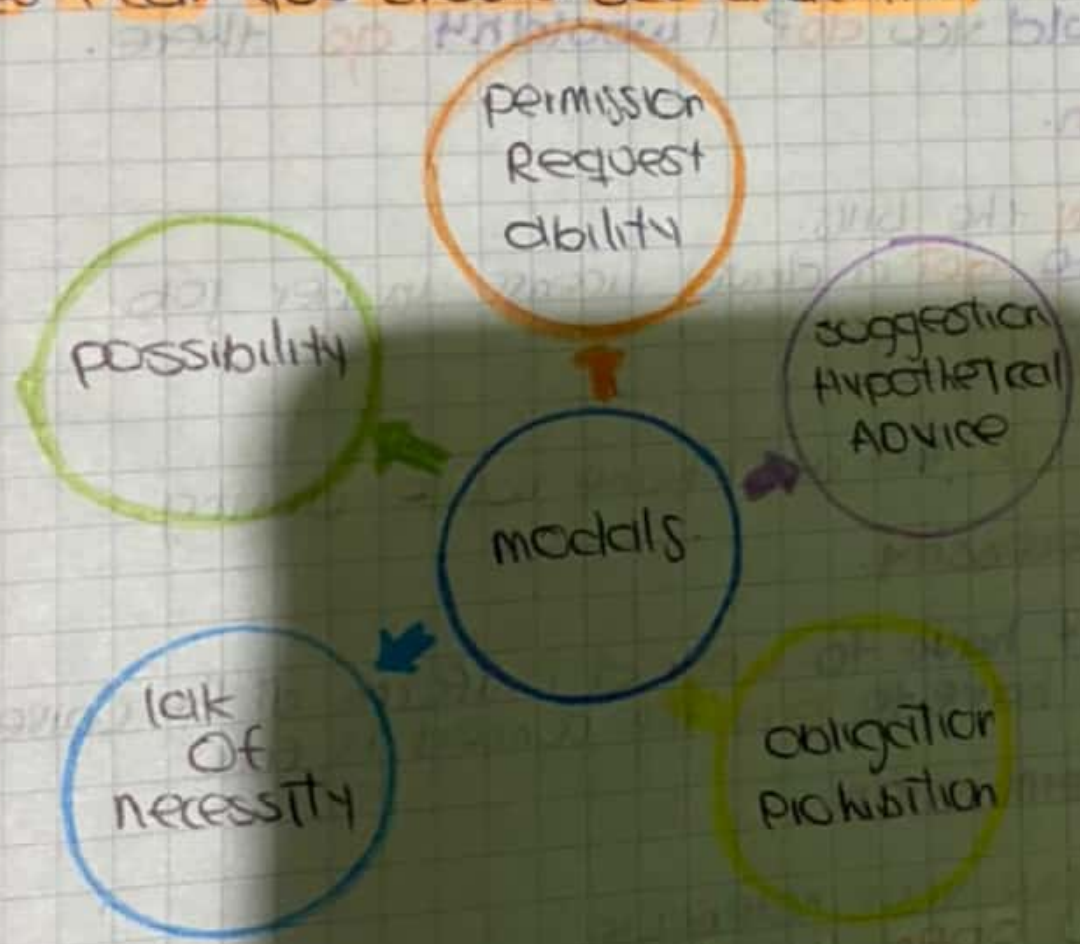 permission
Request
ability
possibility
suggestion
Hypothetical
Advice
modals
lak
Of
necessity
obligation
prohibition